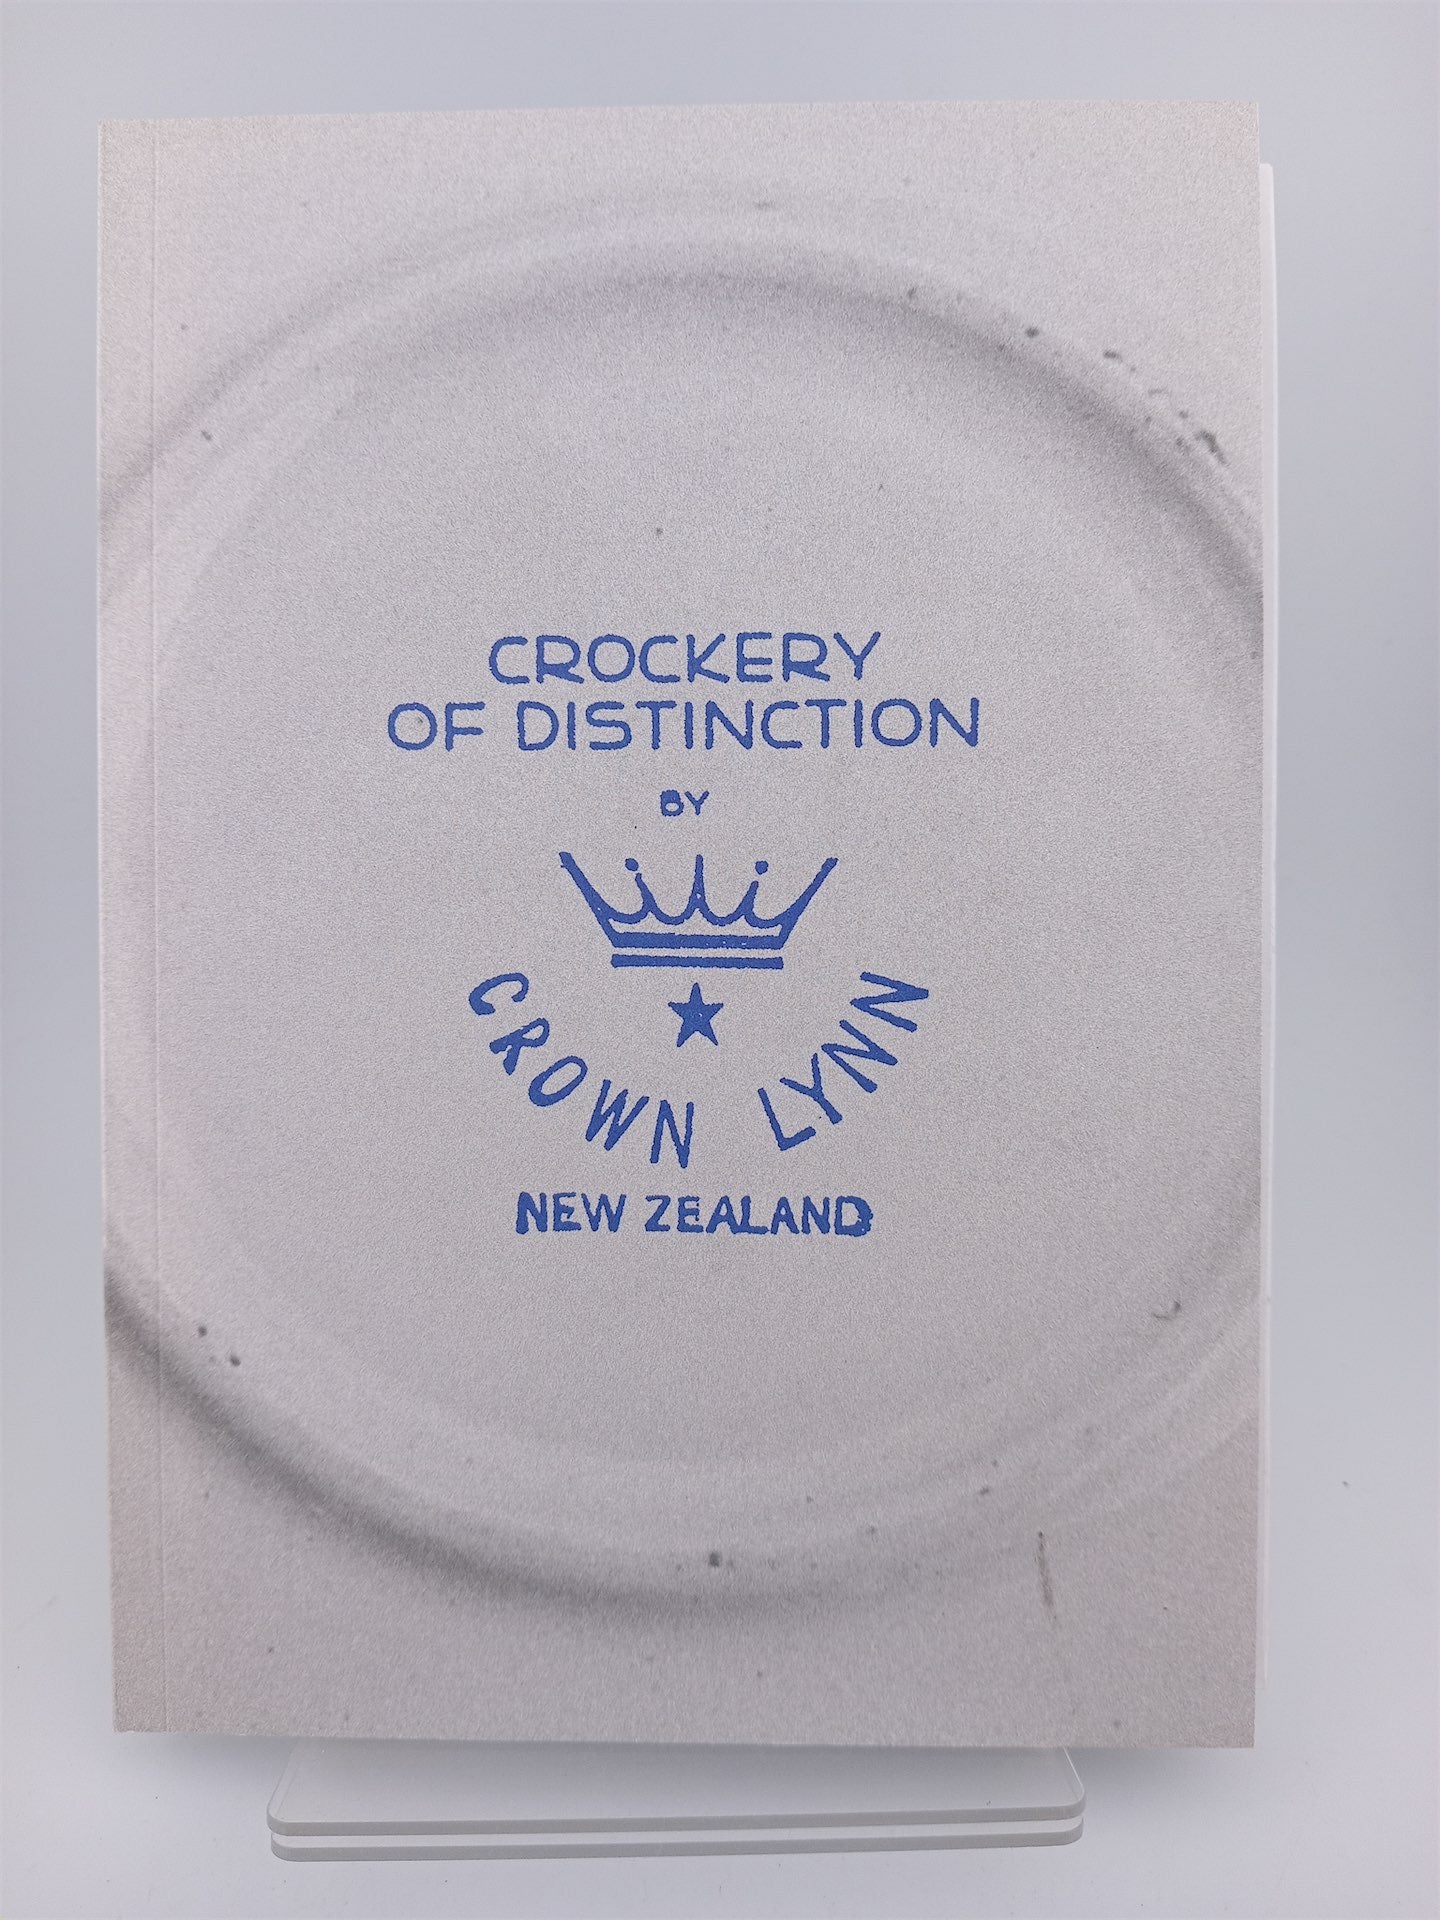 CROCKERY
OF DISTINCTION
BY
CROWN LYNN
NEW ZEALAND